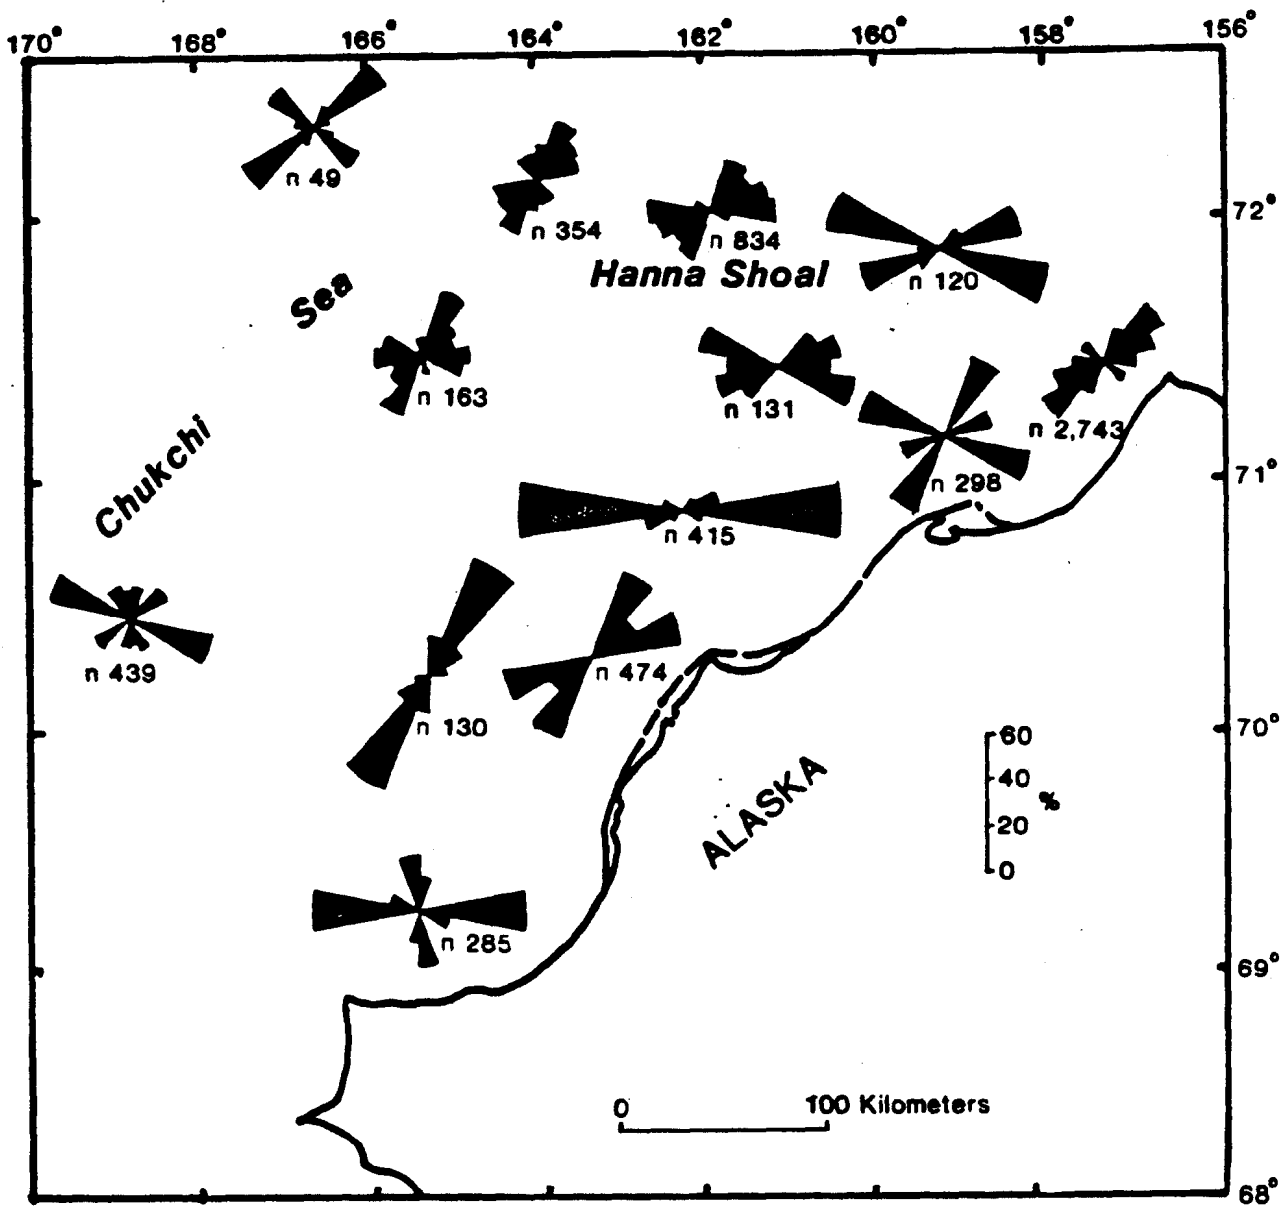 170° 168° 166° 164° 162° 160° 158° 156°
n 49
n 354
n 834
72°
Hanna Shoal
n 120
Sea
n 163
n 131
n 2,743
Chukchi
n 298
71°
n 415
n 439
n 474
n 130
70°
60
40
%
20
0
ALASKA
n 285
69°
0 100 Kilometers
68°